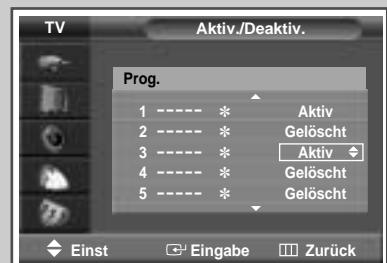 TV Aktiv./Deaktiv.
Prog.
1 ----- ✼ Aktiv
2 ----- ✼ Gelöscht
3 ----- ✼ Aktiv
4 ----- ✼ Gelöscht
5 ----- ✼ Gelöscht
Einst Eingabe Zurück